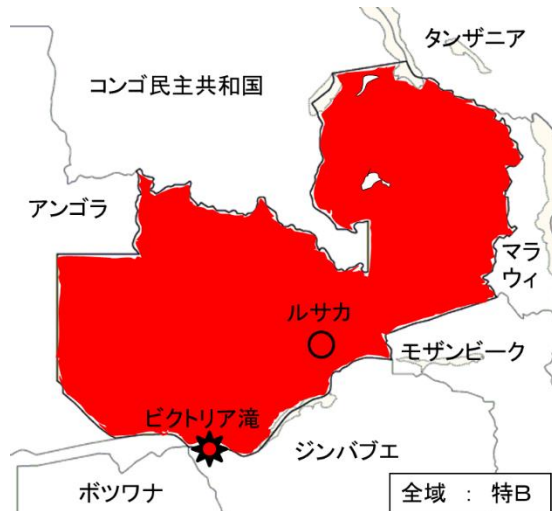 タンザニア
コンゴ民主共和国
アンゴラ
マラ
ウィ
ルサカ
モザンビーク
ビクトリア滝
ジンバブエ
ボツワナ
全域 : 特B